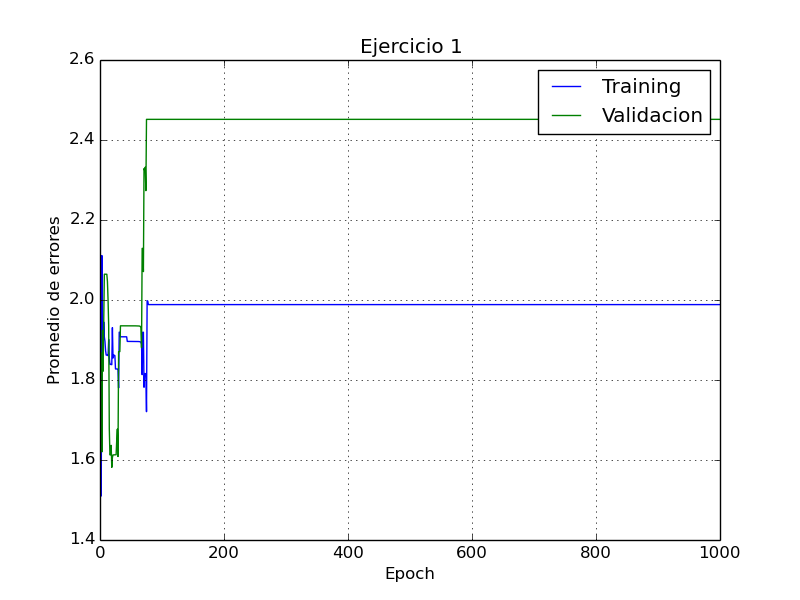 Ejercicio 1
2.6
2.4
2.2
2.0
1.8
1.6
1.4
Promedio de errores
Training
Validacion
0
200
400
600
800
1000
Epoch